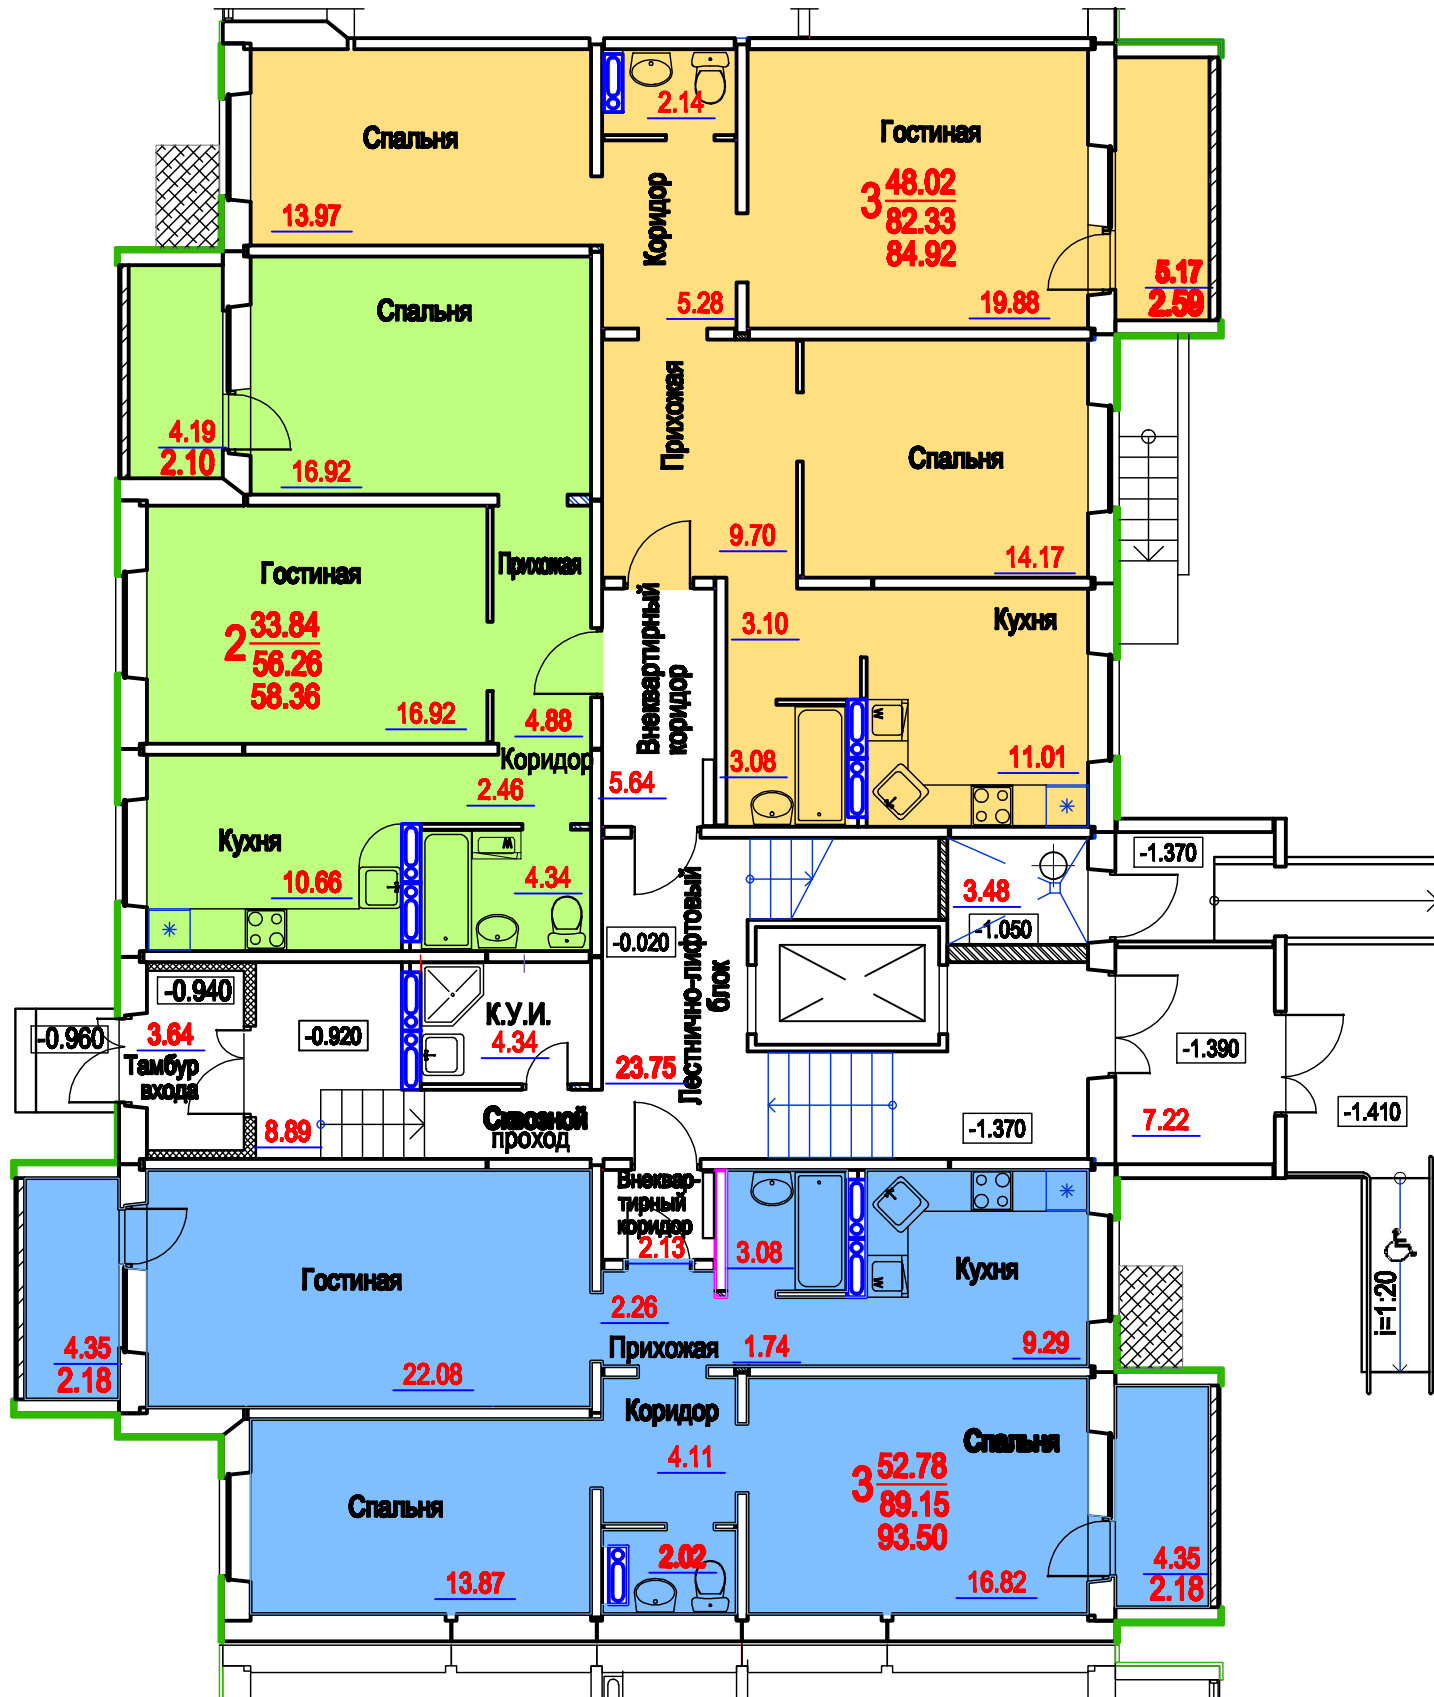 2.14
Спальня
Гостиная
13.97
Коридор
3 48.02
82.33
84.92
5.28
19.88
5.17
2.59
Спальня
4.19
2.10
16.92
Прихожая
Спальня
9.70
14.17
Гостиная
Прихожая
2 33.84
56.26
58.36
16.92
4.88
Внеквартирный
коридор
5.64
3.10
Кухня
3.08
11.01
W
Коридор
2.46
Кухня
10.66
W
4.34
-0.020
Лестнично-лифтовый
блок
23.75
3.48
-1.050
-1.370
-0.940
-0.960
3.64
Тамбур
входа
-0.920
8.89
К.У.И.
4.34
Сквозной
проход
-1.370
-1.390
7.22
-1.410
i=1:20
Внеквар-
тирный
коридор
2.13
3.08
W
Кухня
9.29
Гостиная
22.08
4.35
2.18
2.26
Прихожая
1.74
Коридор
4.11
Спальня
13.87
2.02
Спальня
3 52.78
89.15
93.50
16.82
4.35
2.18